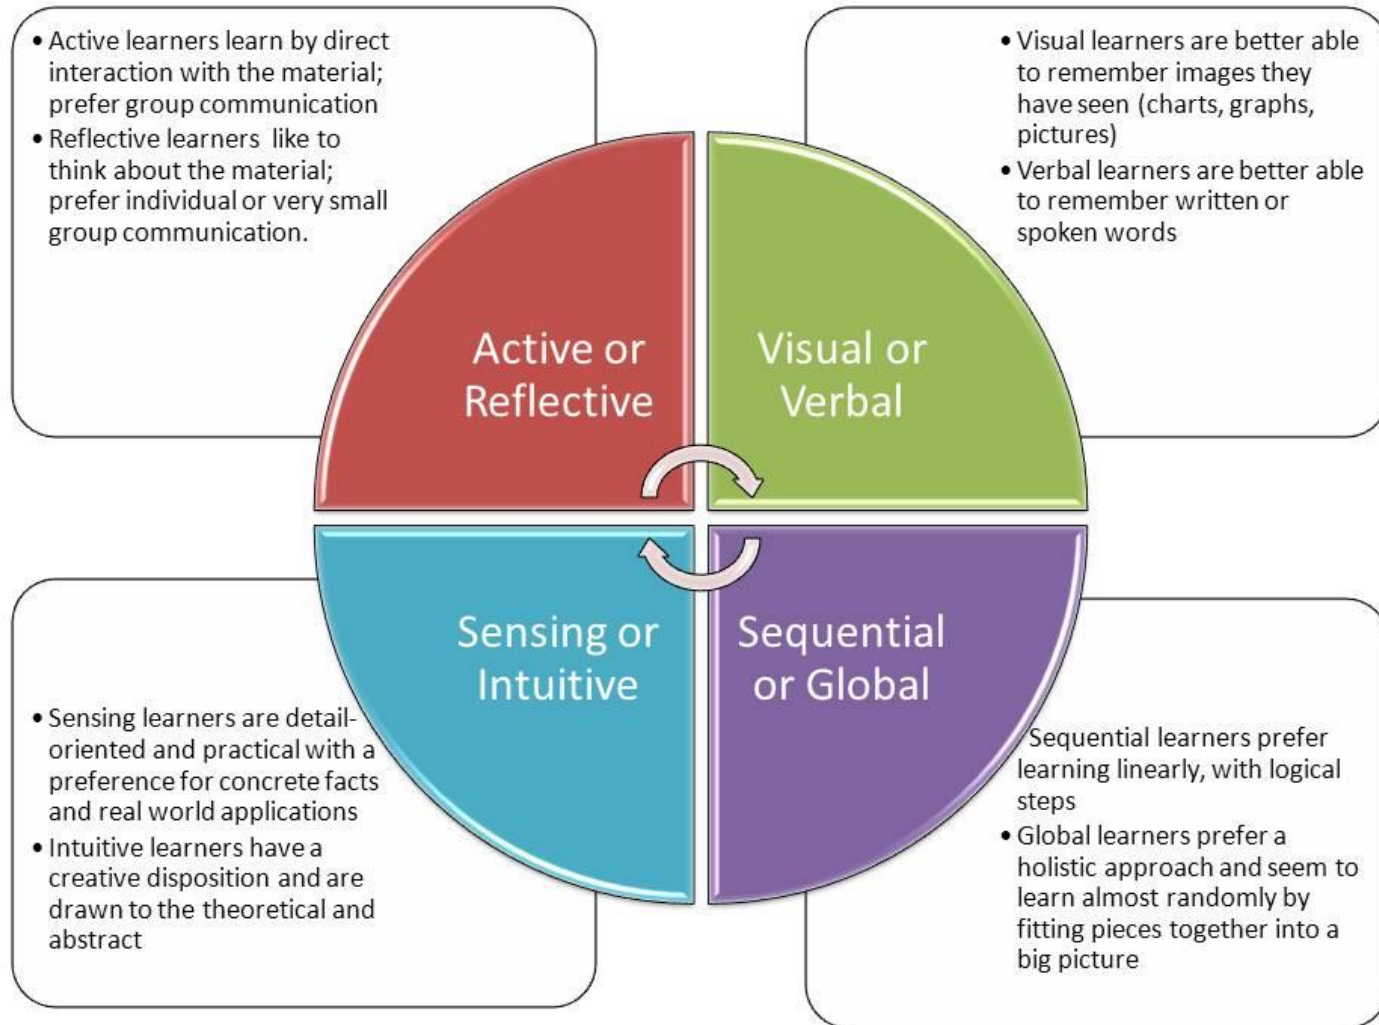 • Active learners learn by direct
interaction with the material;
prefer group communication
• Reflective learners like to
think about the material;
prefer individual or very small
group communication.
• Visual learners are better able
to remember images they
have seen (charts, graphs,
pictures)
• Verbal learners are better able
to remember written or
spoken words
Active or
Reflective
Visual or
Verbal
Sensing or
Intuitive
Sequential
or Global
• Sensing learners are detail-
oriented and practical with a
preference for concrete facts
and real world applications
• Intuitive learners have a
creative disposition and are
drawn to the theoretical and
abstract
Sequential learners prefer
learning linearly, with logical
steps
• Global learners prefer a
holistic approach and seem to
learn almost randomly by
fitting pieces together into a
big picture